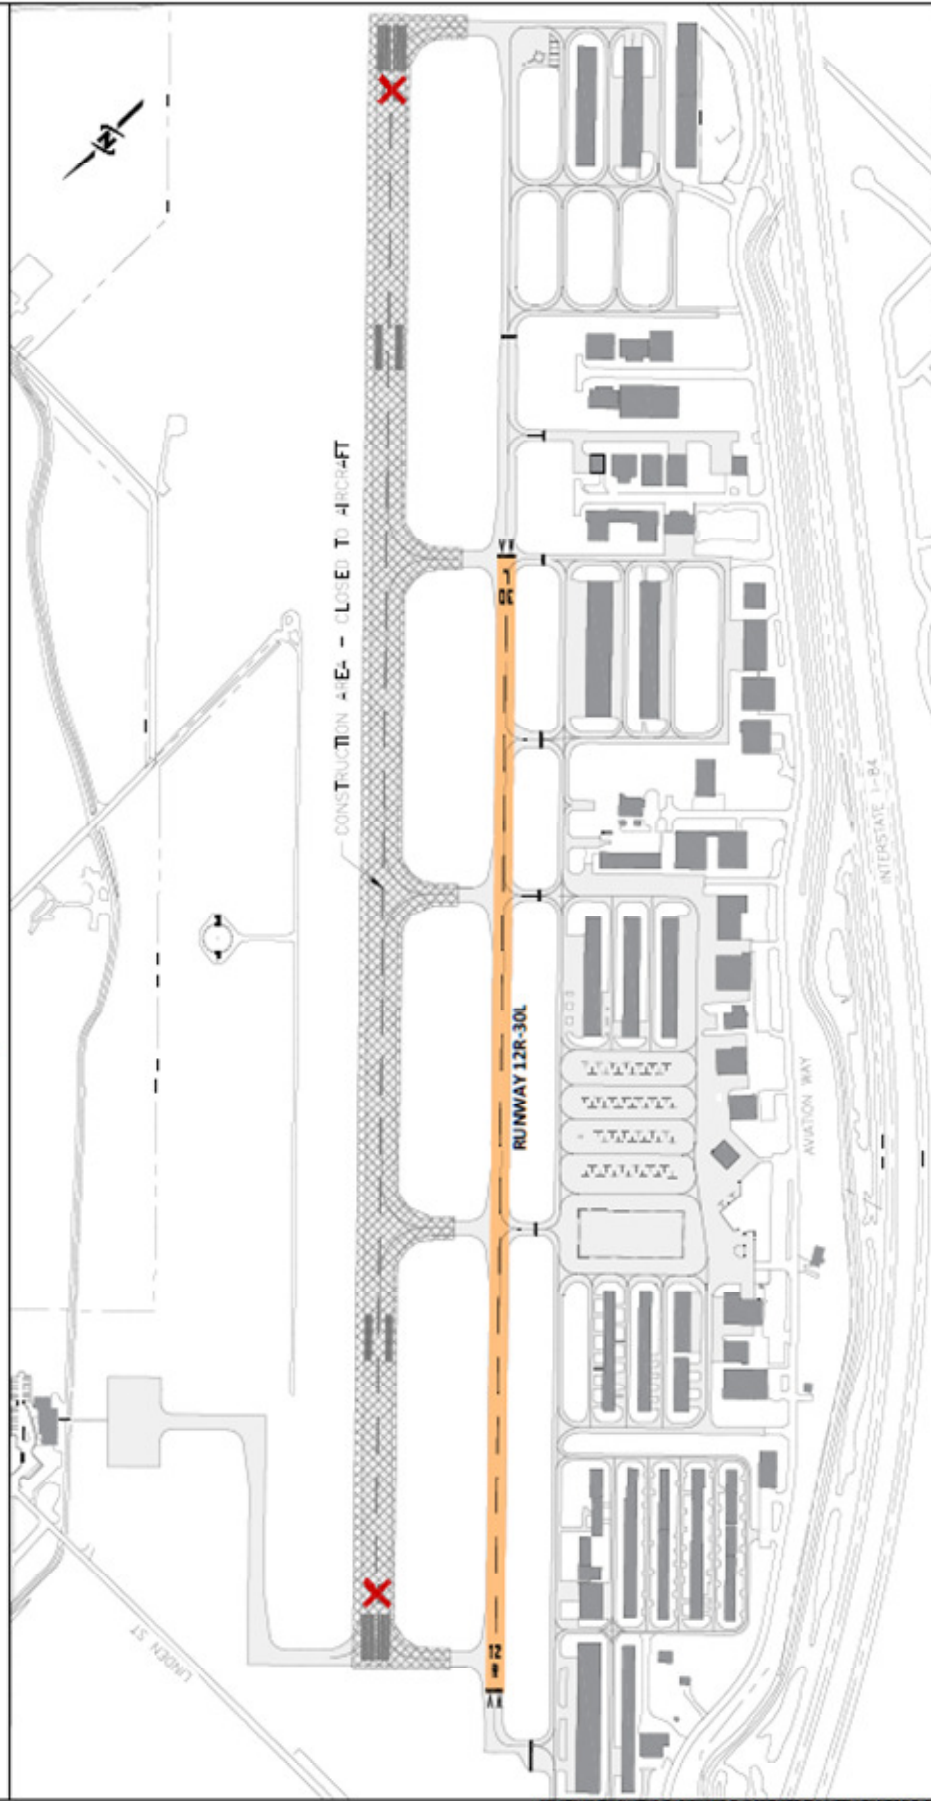 N
CONSTRUCTION AREA - CLOSED TO AIRCRAFT
30
L
RUNWAY 12R-30L
INTERSTATE I-84
AVIATION WAY
12
R
LINDEN ST